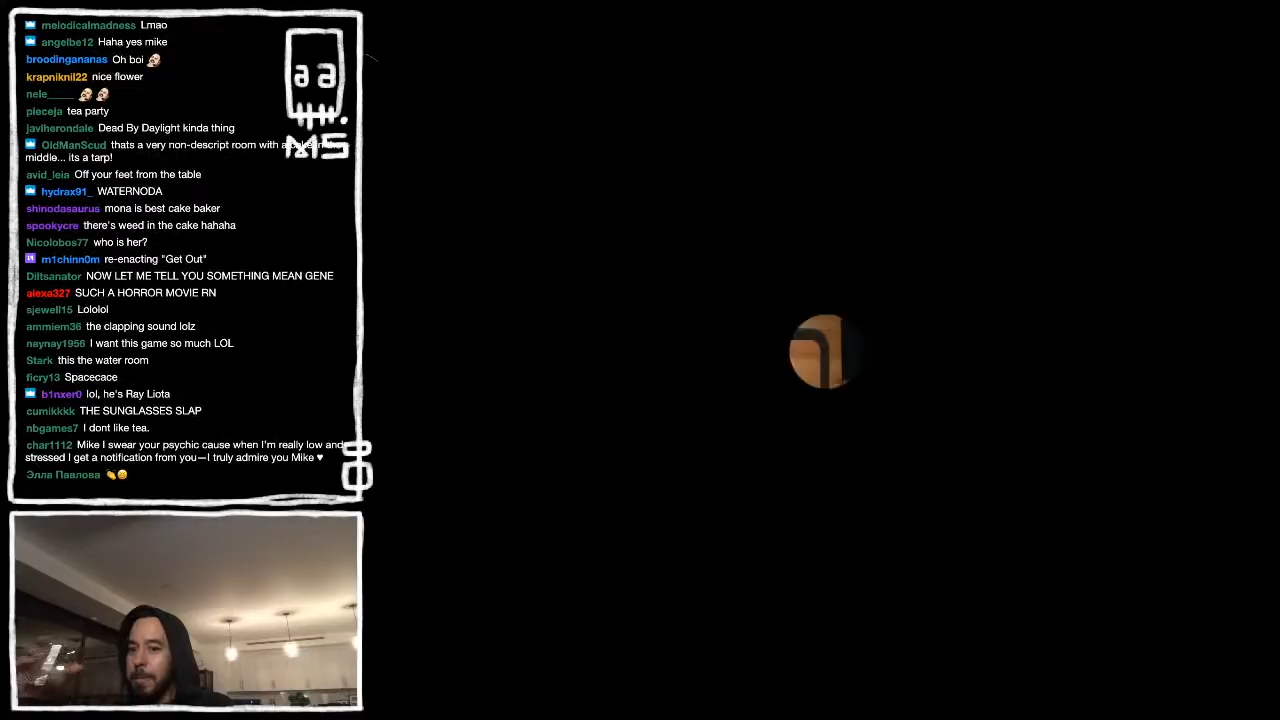 melodicalmadness Lmao
angelbe12 Haha yes mike
broodingananas Oh boi
krapniknil22 nice flower
nele_____
pieceja tea party
javiherondale Dead By Daylight kinda thing
OldManScud thats a very non-descript room with a cake in the
middle... its a tarp!
avid_leia Off your feet from the table
hydrax91_ WATERNODA
shinodasaurus mona is best cake baker
spookycre there's weed in the cake hahaha
Nicolobos77 who is her?
m1chinn0m re-enacting "Get Out"
Diltsanator NOW LET ME TELL YOU SOMETHING MEAN GENE
alexa327 SUCH A HORROR MOVIE RN
sjewell15 Lololol
ammiem36 the clapping sound lolz
naynay1956 I want this game so much LOL
Stark this the water room
ficry13 Spacecace
b1nxer0 lol, he's Ray Liota
cumikkkk THE SUNGLASSES SLAP
nbgames7 I dont like tea.
char1112 Mike I swear your psychic cause when I'm really low and
stressed I get a notification from you—I truly admire you Mike ♥
Элла Павлова
MS